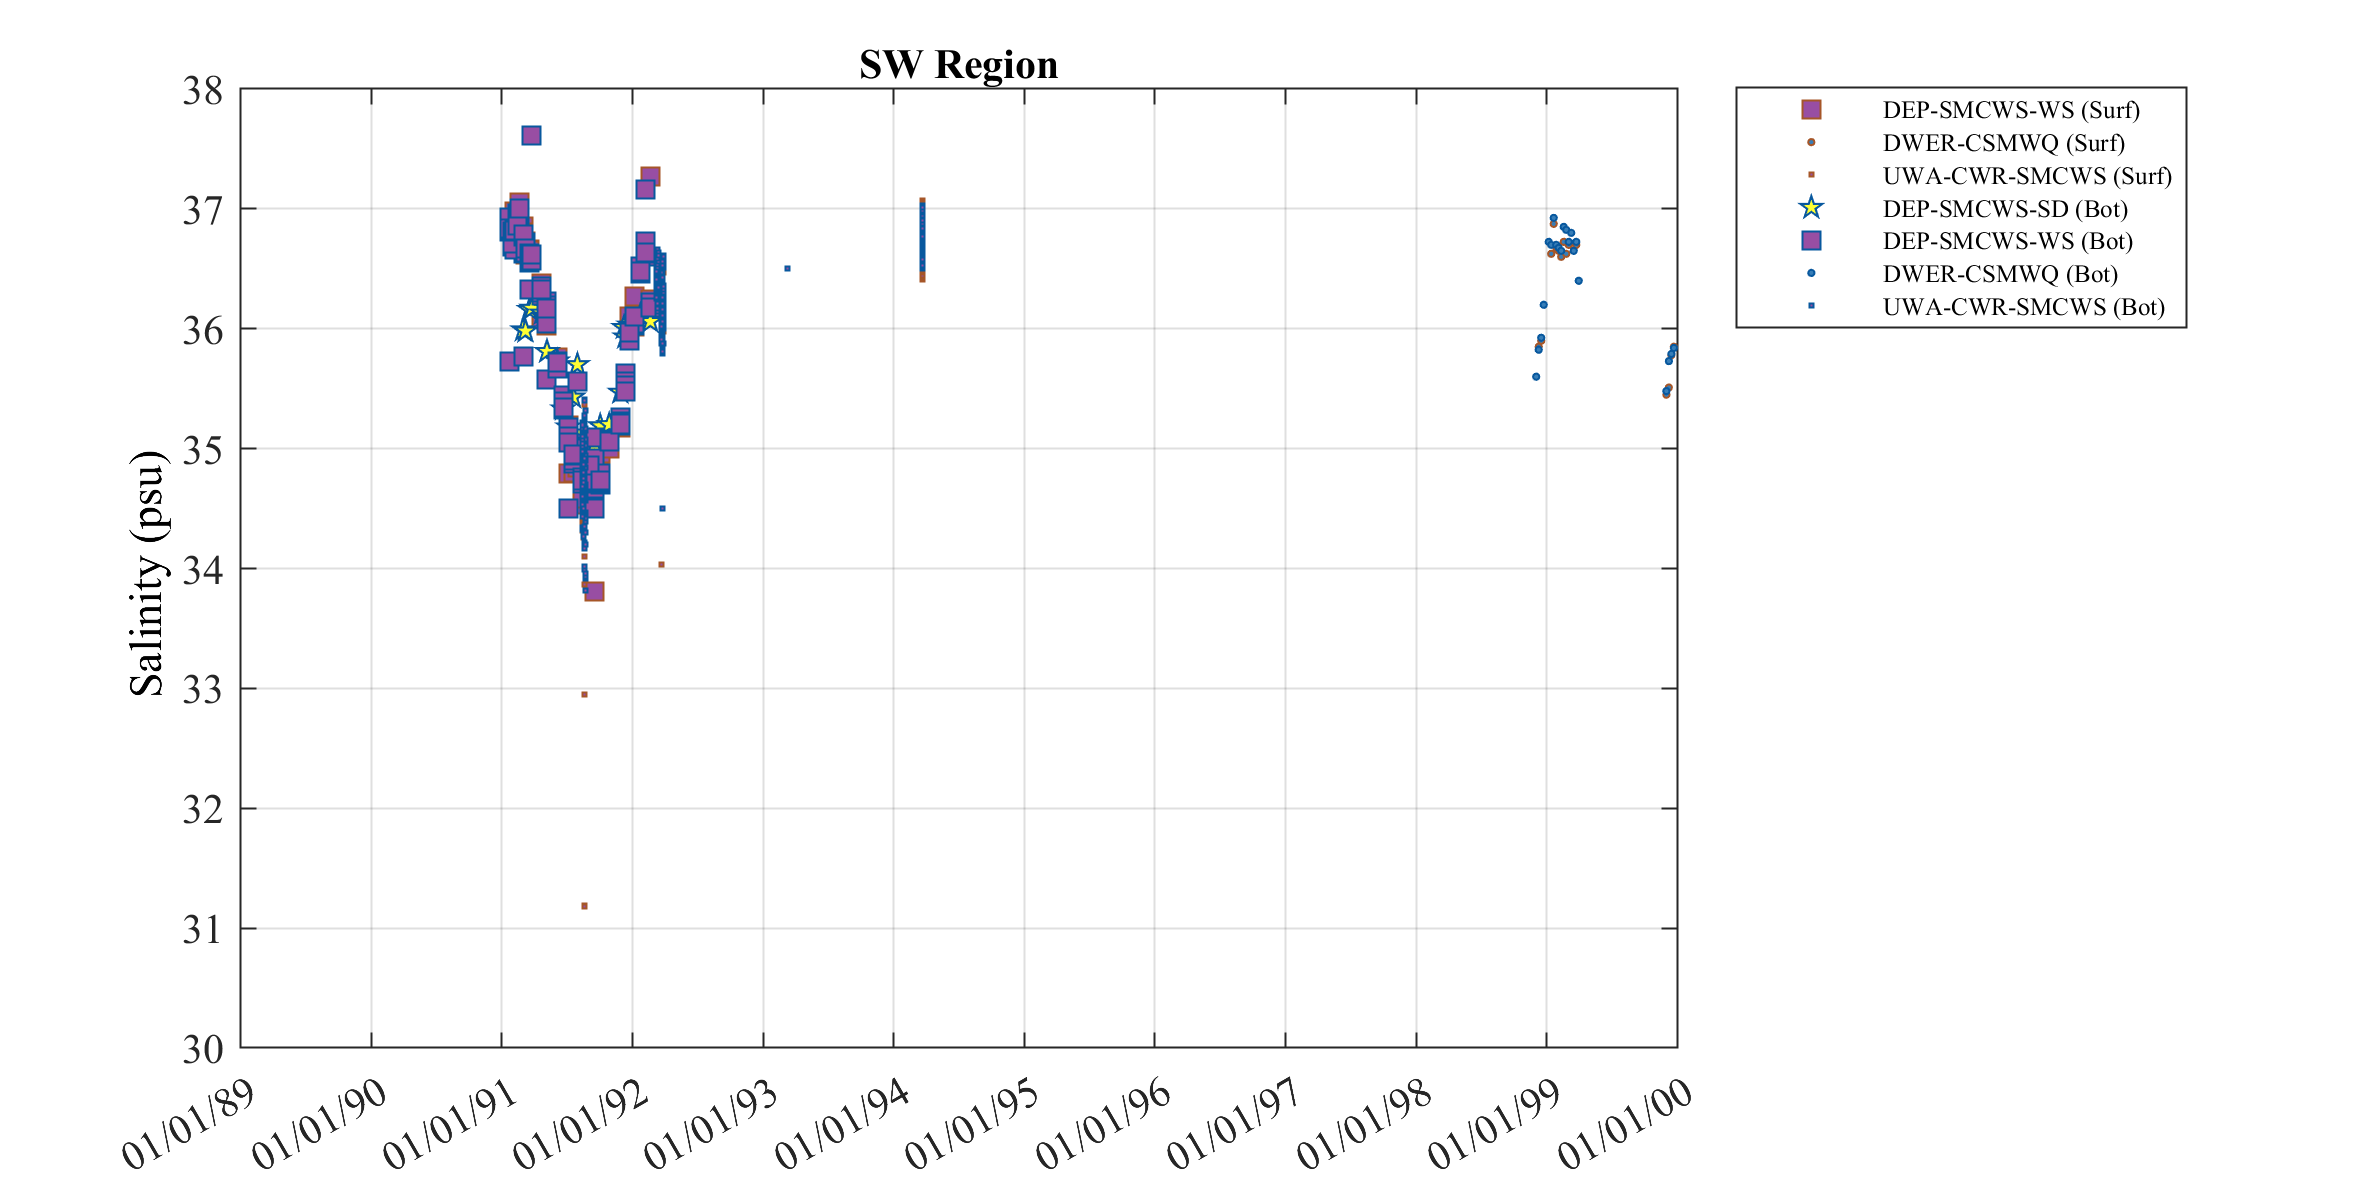 SW Region
Salinity (psu)
38
37
36
35
34
33
32
31
30
01/01/89
01/01/90
01/01/91
01/01/92
01/01/93
01/01/94
01/01/95
01/01/96
01/01/97
01/01/98
01/01/99
01/01/00
DEP-SMCWS-WS (Surf)
DWER-CSMWQ (Surf)
UWA-CWR-SMCWS (Surf)
DEP-SMCWS-SD (Bot)
DEP-SMCWS-WS (Bot)
DWER-CSMWQ (Bot)
UWA-CWR-SMCWS (Bot)